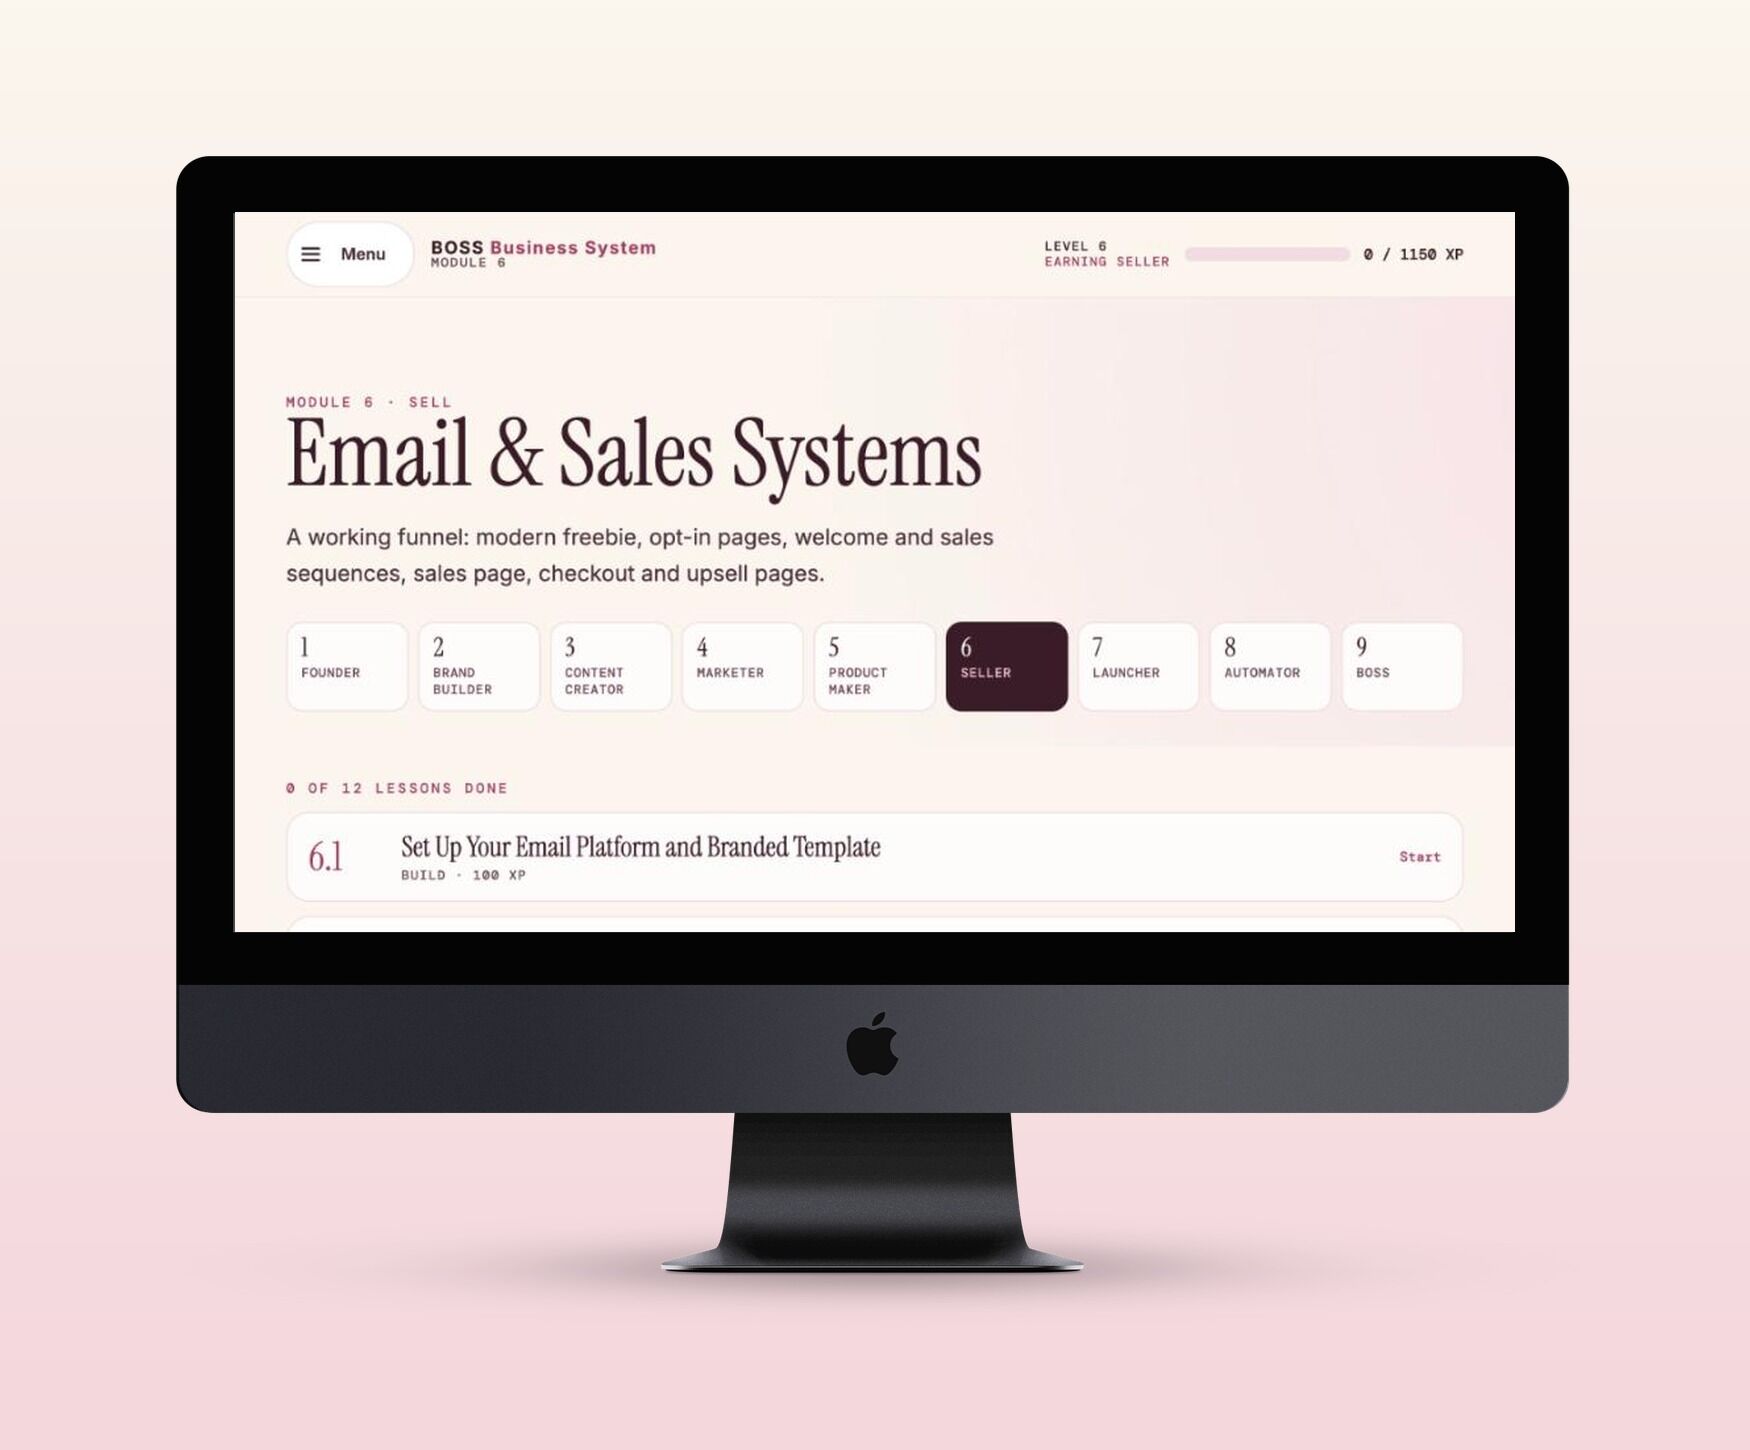 Menu
BOSS Business System
MODULE 6
LEVEL 6
EARNING SELLER
0 / 1150 XP
MODULE 6 · SELL
Email & Sales Systems
A working funnel: modern freebie, opt-in pages, welcome and sales
sequences, sales page, checkout and upsell pages.
1
FOUNDER
2
BRAND
BUILDER
3
CONTENT
CREATOR
4
MARKETER
5
PRODUCT
MAKER
6
SELLER
7
LAUNCHER
8
AUTOMATOR
9
BOSS
0 OF 12 LESSONS DONE
6.1
Set Up Your Email Platform and Branded Template
BUILD · 100 XP
Start